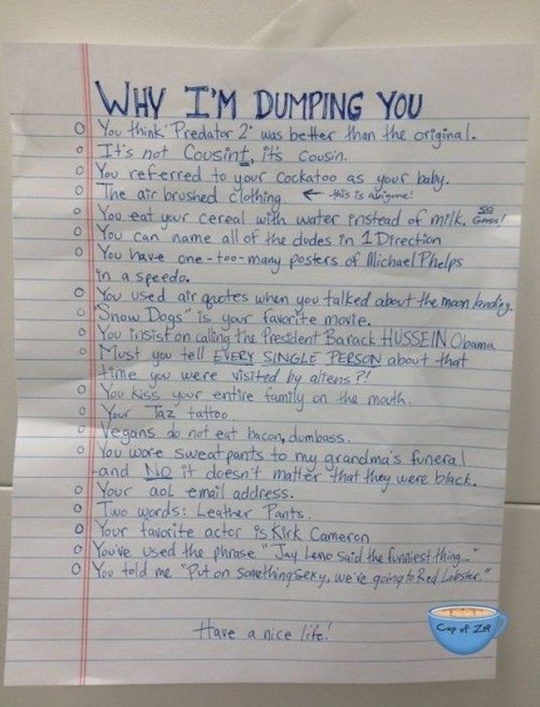 WHY I'M DUMPING YOU
You think 'Predator 2' was better than the original.
It's not Cousint, it's cousin.
You referred to your cockatoo as your baby.
The air brushed clothing ← this is a biggone!
You eat your cereal with water instead of milk. SO Gross!
You can name all of the dudes in 1 Direction
You have one-too-many posters of Michael Phelps
in a speedo.
You used air quotes when you talked about the moon landing.
"Snow Dogs" is your favorite movie.
You insist on calling the President Barack HUSSEIN Obama
Must you tell EVERY SINGLE PERSON about that
time you were visited by aliens?!
You kiss your entire family on the mouth.
Your Taz tattoo
Vegans do not eat bacon, dumbass.
You wore sweatpants to my grandma's funeral
-and NO it doesn't matter that they were black.
Your aol email address.
Two words: Leather Pants.
Your favorite actor is Kirk Cameron
You've used the phrase "Jay Leno said the funniest thing..."
You told me "Put on something sexy, we're going to Red Lobster."
Have a nice life!
Cup of Zup